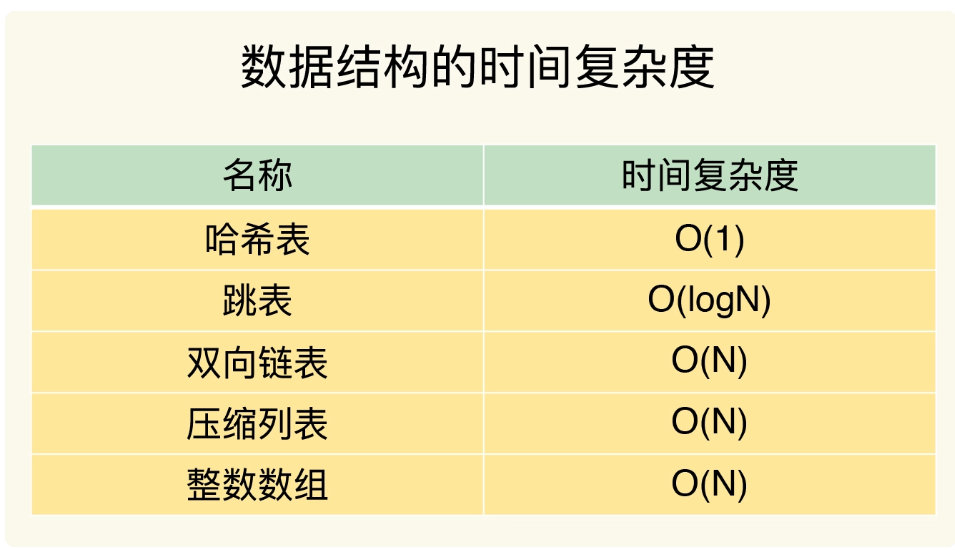 数据结构的时间复杂度
名称 时间复杂度
哈希表 O(1)
跳表 O(logN)
双向链表 O(N)
压缩列表 O(N)
整数数组 O(N)